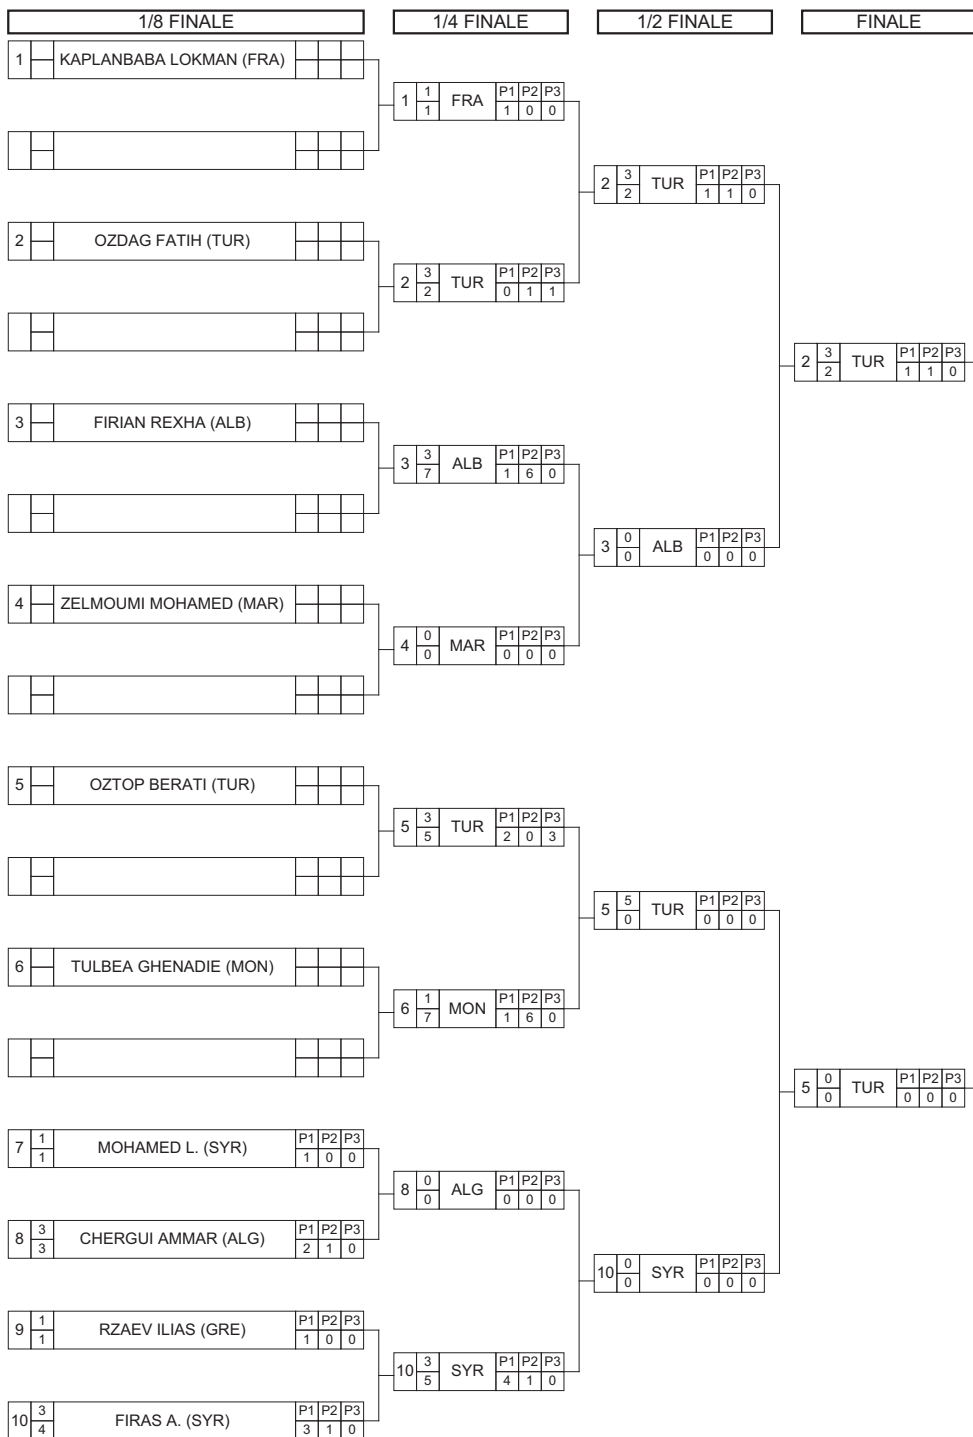 1/8 FINALE 1/4 FINALE 1/2 FINALE FINALE
1 KAPLANBABA LOKMAN (FRA)
1 1 1 FRA P1 P2 P3 1 0 0
2 3 2 TUR P1 P2 P3 1 1 0
2 OZDAG FATIH (TUR)
2 3 2 TUR P1 P2 P3 0 1 1
2 3 2 TUR P1 P2 P3 1 1 0
3 FIRIAN REXHA (ALB)
3 3 7 ALB P1 P2 P3 1 6 0
3 0 0 ALB P1 P2 P3 0 0 0
4 ZELMOUMI MOHAMED (MAR)
4 0 0 MAR P1 P2 P3 0 0 0
5 OZTOP BERATI (TUR)
5 3 5 TUR P1 P2 P3 2 0 3
5 5 0 TUR P1 P2 P3 0 0 0
6 TULBEA GHENADIE (MON)
6 1 7 MON P1 P2 P3 1 6 0
5 0 0 TUR P1 P2 P3 0 0 0
7 1 1 MOHAMED L. (SYR) P1 P2 P3 1 0 0
8 0 0 ALG P1 P2 P3 0 0 0
8 3 3 CHERGUI AMMAR (ALG) P1 P2 P3 2 1 0
10 0 0 SYR P1 P2 P3 0 0 0
9 1 1 RZAEV ILIAS (GRE) P1 P2 P3 1 0 0
10 3 5 SYR P1 P2 P3 4 1 0
10 3 4 FIRAS A. (SYR) P1 P2 P3 3 1 0